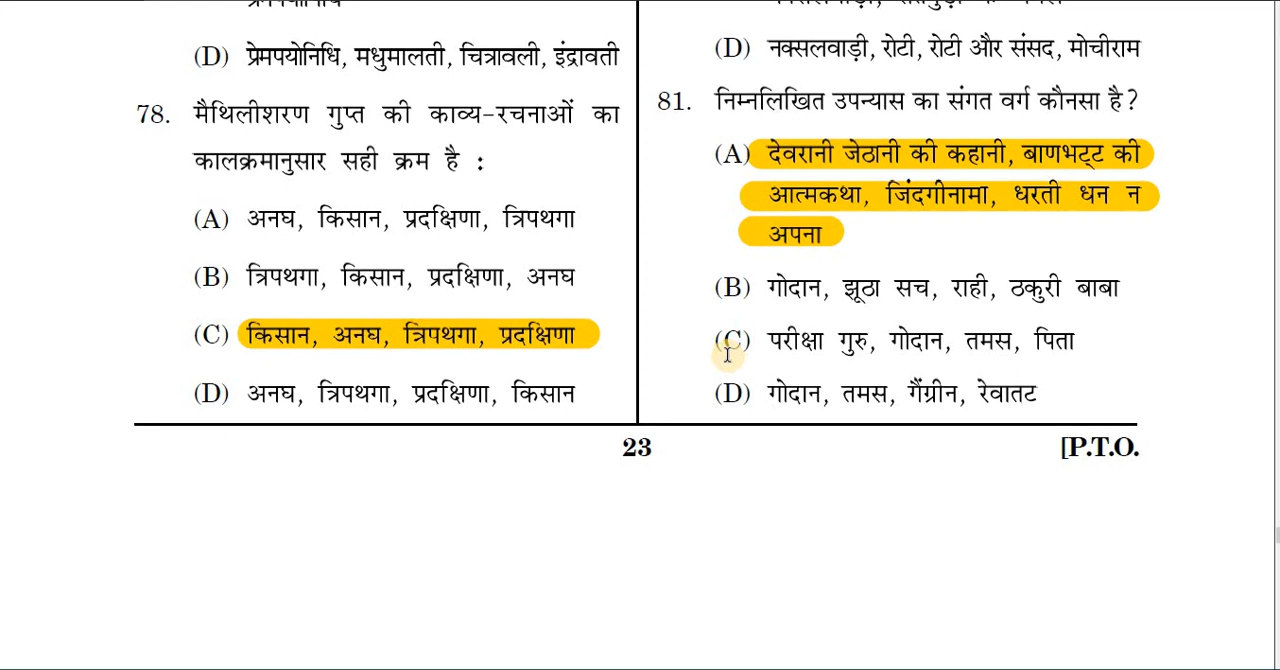 (D) प्रेमपयोनिधि, मधुमालती, चित्रावली, इंद्रावती
78. मैथिलीशरण गुप्त की काव्य-रचनाओं का
कालक्रमानुसार सही क्रम है :
(A) अनघ, किसान, प्रदक्षिणा, त्रिपथगा
(B) त्रिपथगा, किसान, प्रदक्षिणा, अनघ
(C) किसान, अनघ, त्रिपथगा, प्रदक्षिणा
(D) अनघ, त्रिपथगा, प्रदक्षिणा, किसान
(D) नक्सलवाड़ी, रोटी, रोटी और संसद, मोचीराम
81. निम्नलिखित उपन्यास का संगत वर्ग कौनसा है?
(A) देवरानी जेठानी की कहानी, बाणभट्ट की
आत्मकथा, जिंदगीनामा, धरती धन न
अपना
(B) गोदान, झूठा सच, राही, ठकुरी बाबा
(C) परीक्षा गुरु, गोदान, तमस, पिता
(D) गोदान, तमस, गैंग्रीन, रेवातट
23
[P.T.O.